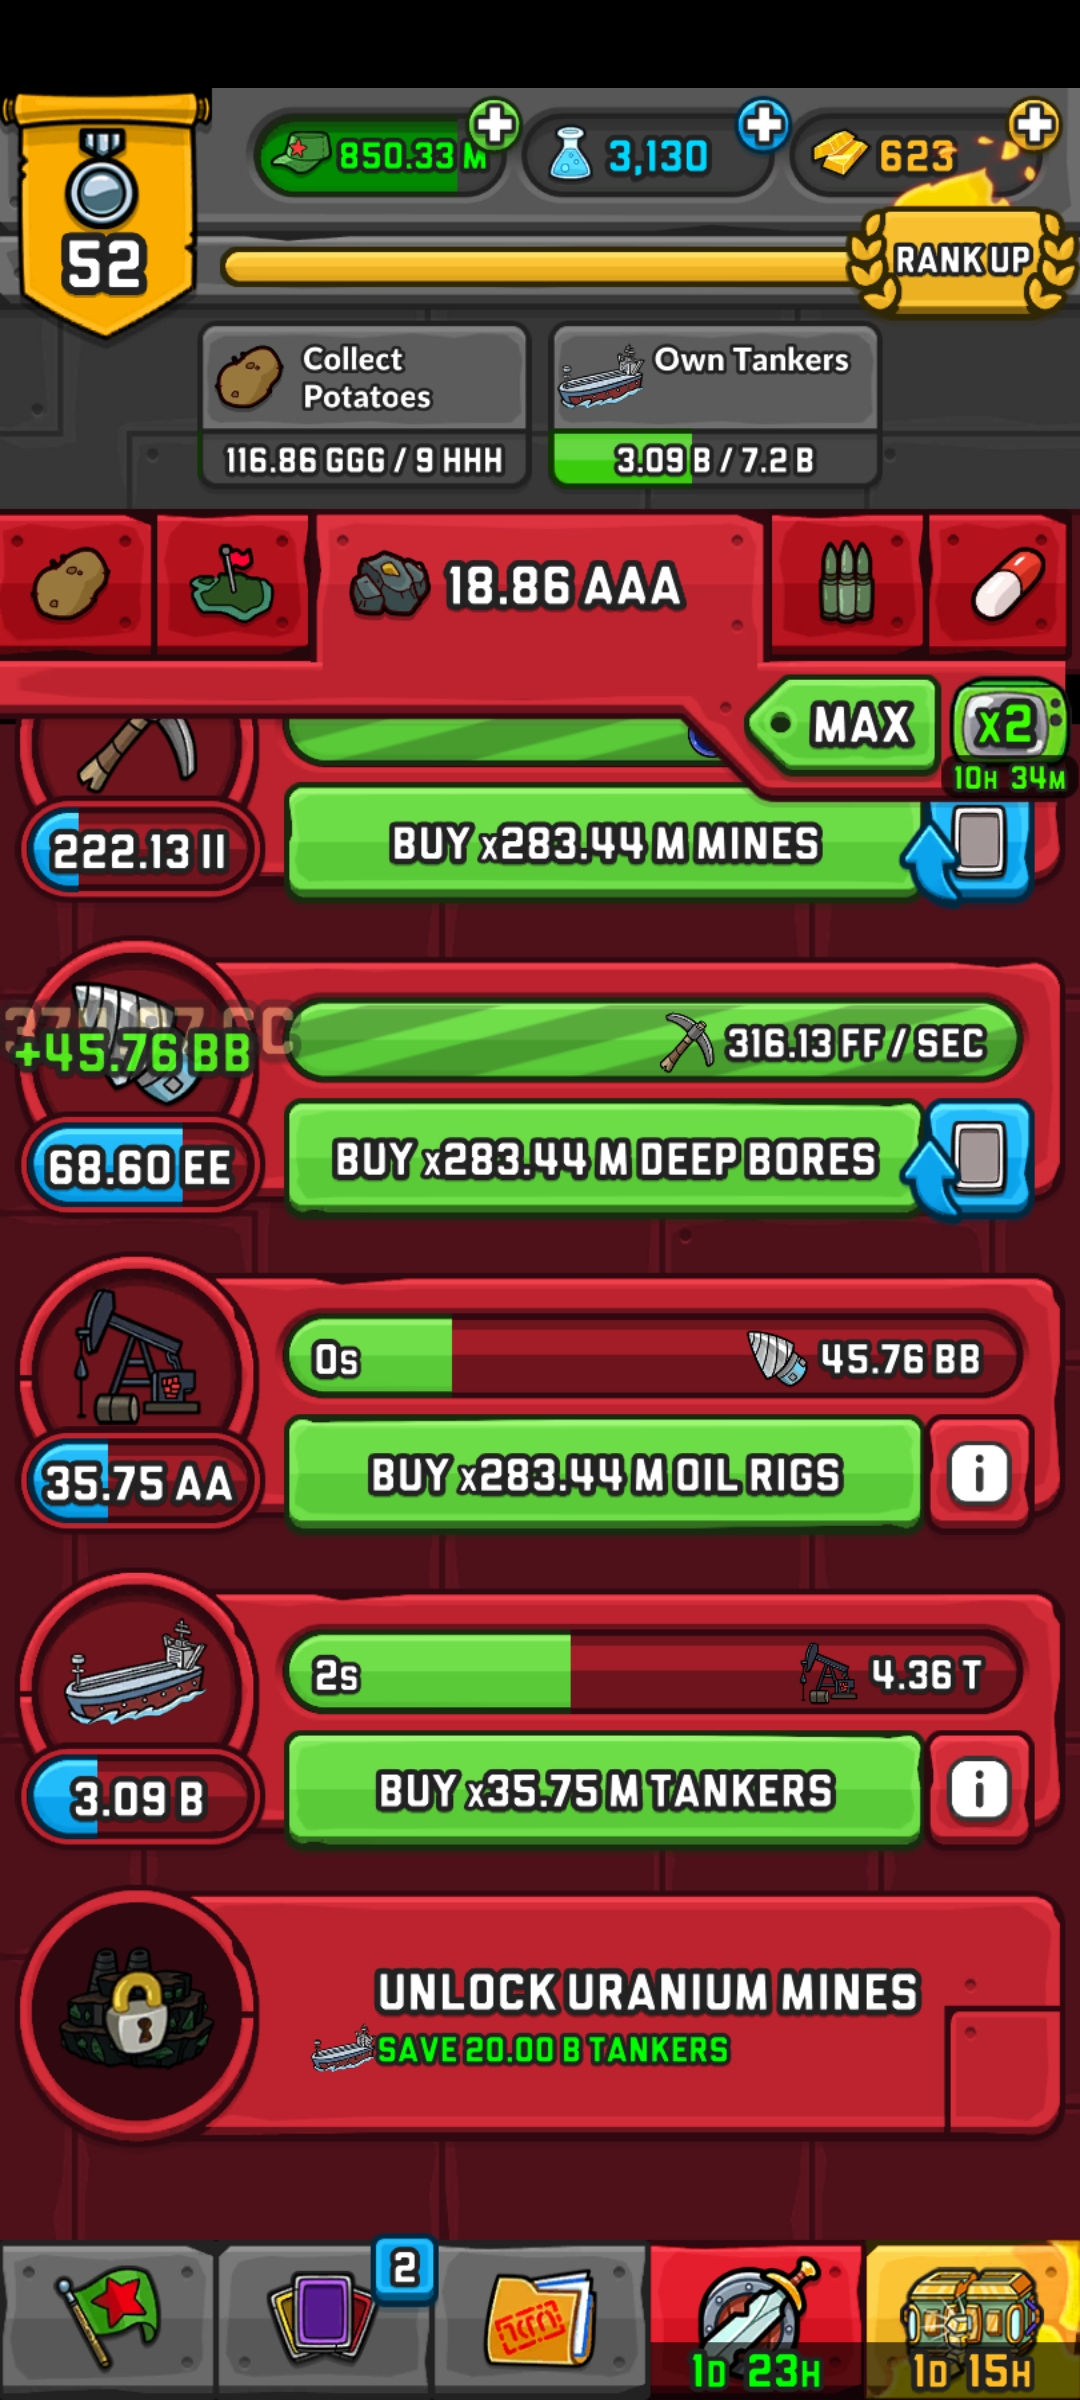 850.33 M
3,130
623
52
RANK UP
Collect
Potatoes
116.86 GGG / 9 HHH
Own Tankers
3.09 B / 7.2 B
18.86 AAA
MAX
x2
10H 34M
222.13 II
BUY x283.44 M MINES
+45.76 BB
316.13 FF / SEC
68.60 EE
BUY x283.44 M DEEP BORES
0s
45.76 BB
35.75 AA
BUY x283.44 M OIL RIGS
2s
4.36 T
3.09 B
BUY x35.75 M TANKERS
UNLOCK URANIUM MINES
SAVE 20.00 B TANKERS
2
1D 23H
1D 15H